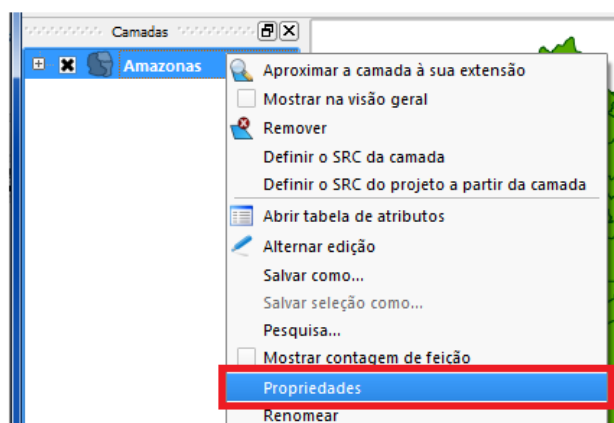 Camadas
Amazonas
Aproximar a camada à sua extensão
Mostrar na visão geral
Remover
Definir o SRC da camada
Definir o SRC do projeto a partir da camada
Abrir tabela de atributos
Alternar edição
Salvar como...
Salvar seleção como...
Pesquisa...
Mostrar contagem de feição
Propriedades
Renomear